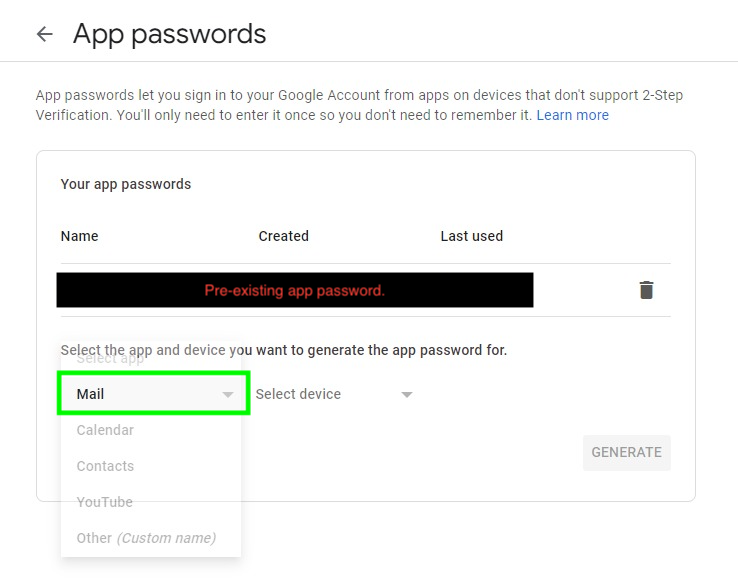 App passwords
App passwords let you sign in to your Google Account from apps on devices that don't support 2-Step
Verification. You'll only need to enter it once so you don't need to remember it. Learn more
Your app passwords
Name Created Last used
Pre-existing app password.
Select the app and device you want to generate the app password for.
Select app
Mail Select device
Calendar
GENERATE
Contacts
YouTube
Other (Custom name)